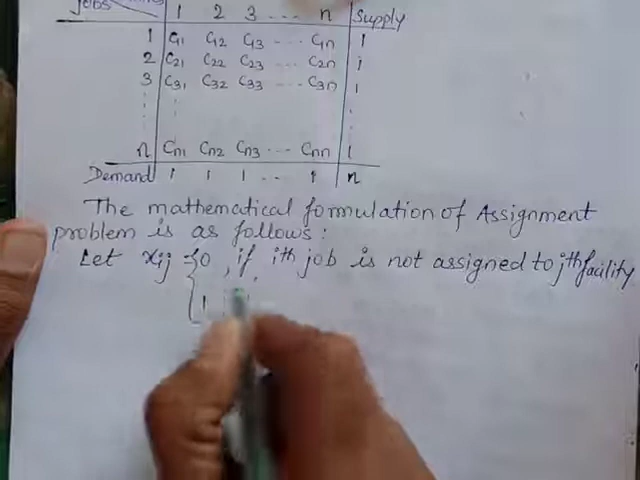 jobs
1 2 3 .... n Supply
1 C11 C12 C13 .... C1n 1
2 C21 C22 C23 .... C2n 1
3 C31 C32 C33 .... C3n 1
n Cn1 Cn2 Cn3 .... Cnn 1
Demand 1 1 1 ... 1 n
The mathematical formulation of Assignment
problem is as follows:
Let xij = {0 , if ith job is not assigned to jth facility
1